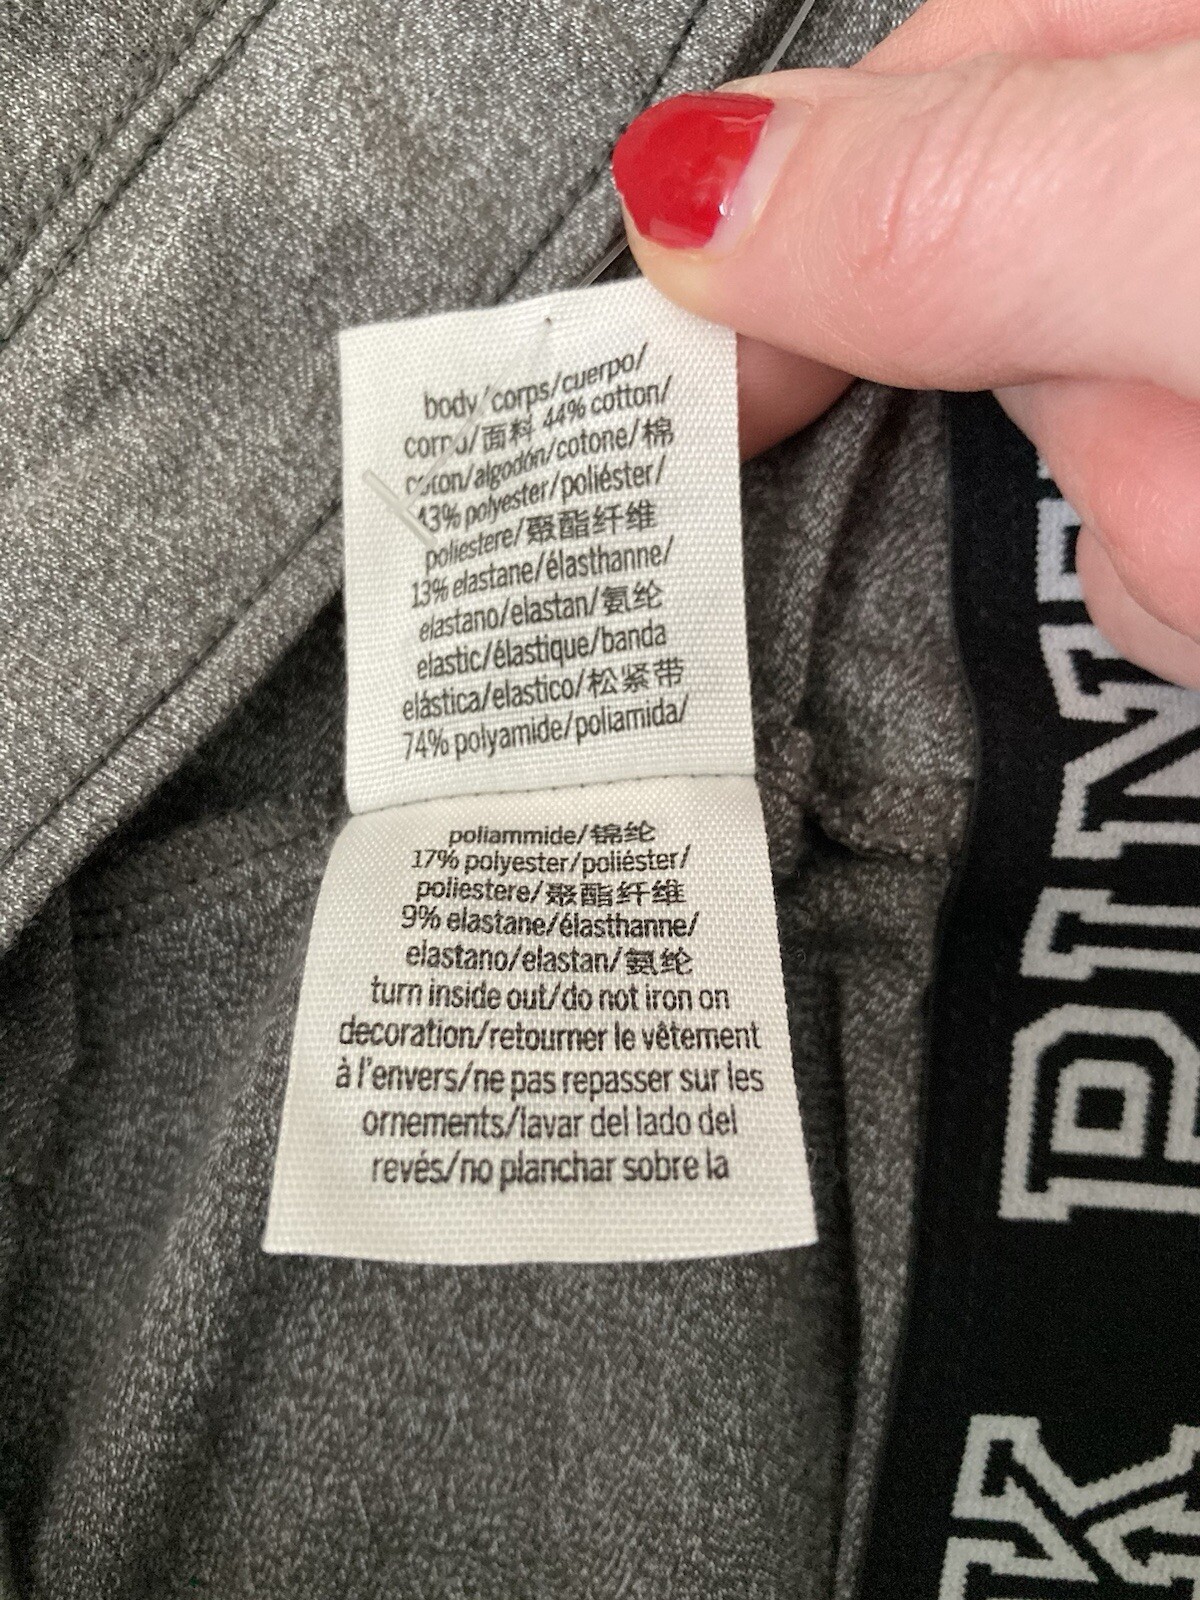 body/corps/cuerpo/
corpo/面料 44% cotton/
coton/algodón/cotone/棉
43% polyester/poliéster/
poliestere/聚酯纤维
13% elastane/élasthanne/
elastano/elastan/氨纶
elastic/élastique/banda
elástica/elastico/松紧带
74% polyamide/poliamida/
poliammide/锦纶
17% polyester/poliéster/
poliestere/聚酯纤维
9% elastane/élasthanne/
elastano/elastan/氨纶
turn inside out/do not iron on
decoration/retourner le vêtement
à l'envers/ne pas repasser sur les
ornements/lavar del lado del
revés/no planchar sobre la
PINK
K